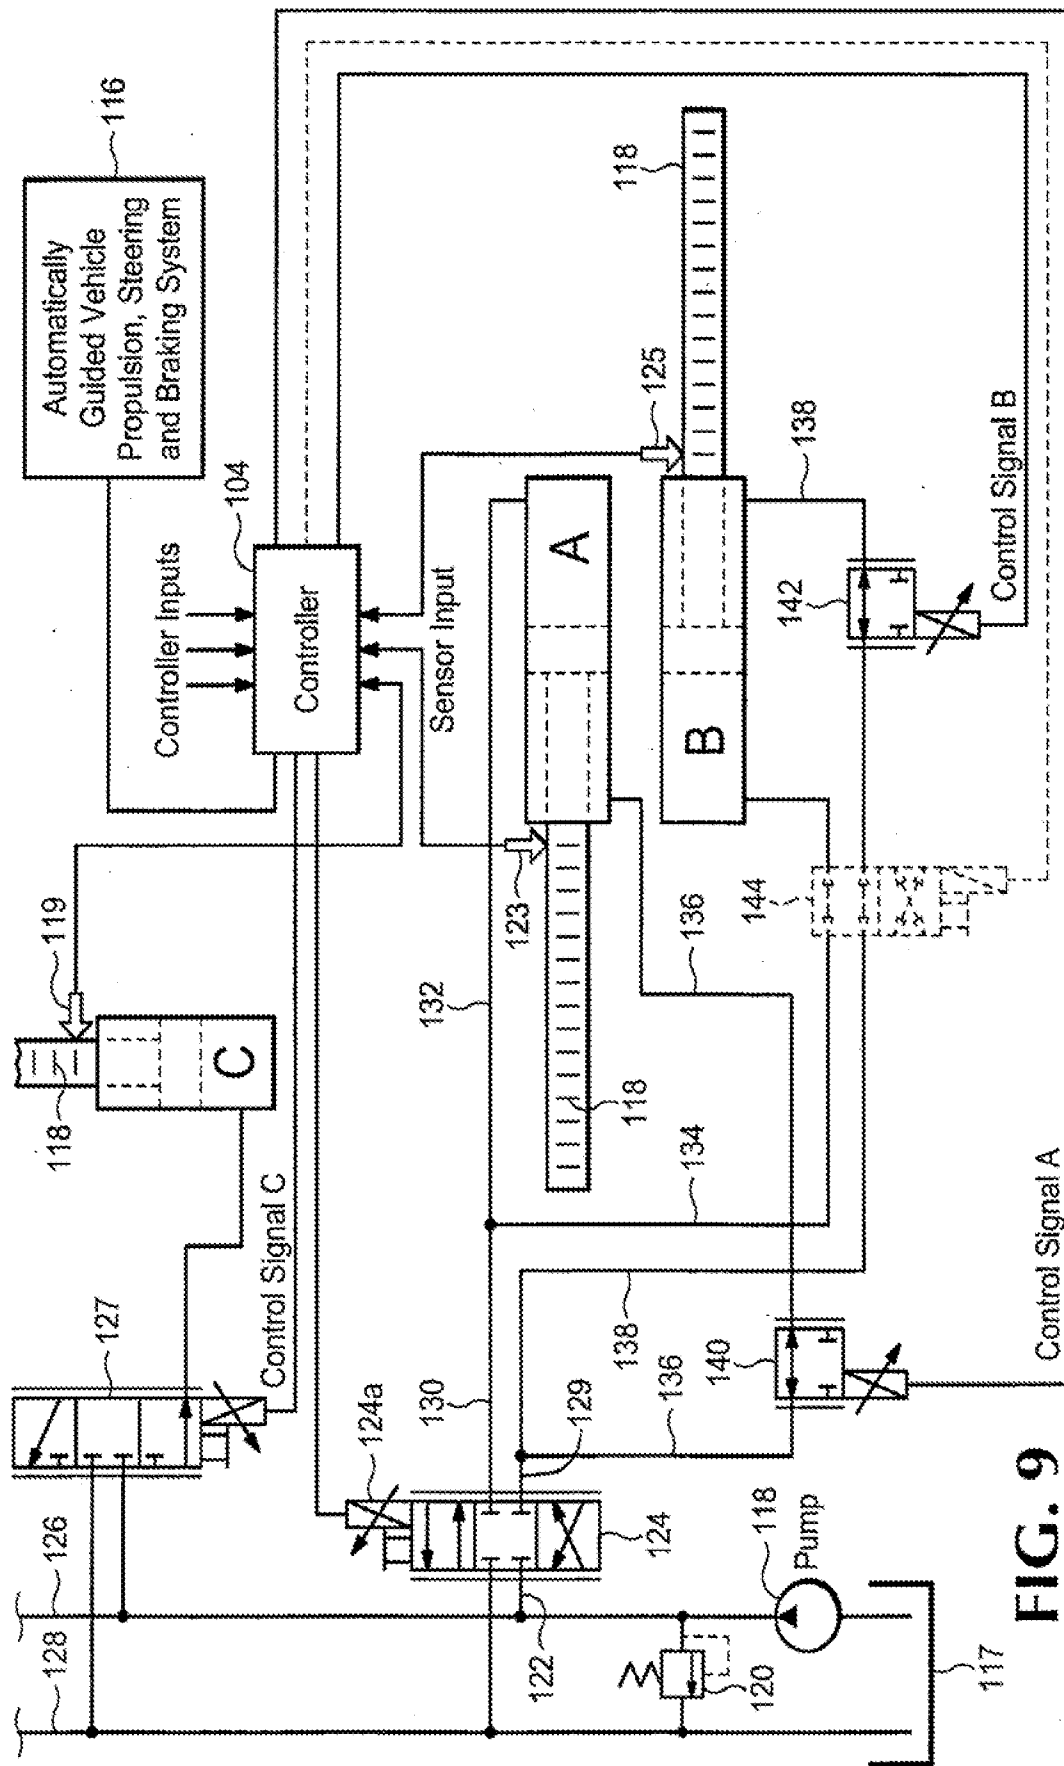 Automatically
Guided Vehicle
Propulsion, Steering
and Braking System
116
Controller Inputs
104
Controller
Sensor Input
119
118
C
Control Signal C
127
126
128
124a
130
129
132
123
118
A
125
118
B
138
142
Control Signal B
144
136
134
138
136
140
Control Signal A
124
122
120
118
Pump
117
FIG. 9